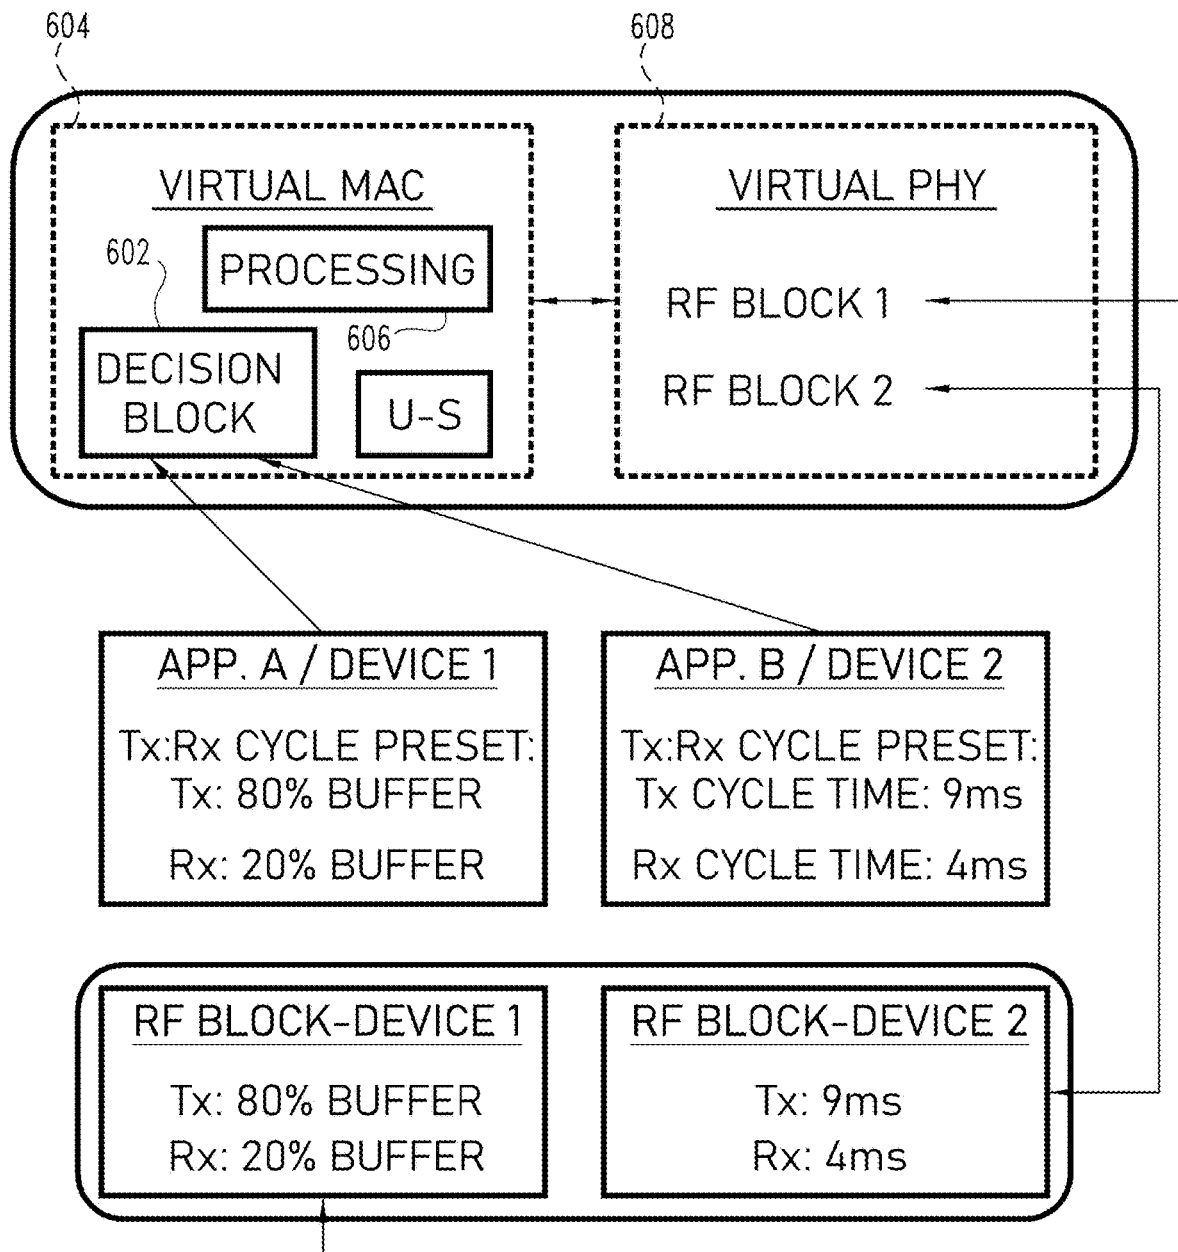 604
608
VIRTUAL MAC
VIRTUAL PHY
602
PROCESSING
606
RF BLOCK 1
DECISION
BLOCK
U-S
RF BLOCK 2
APP. A / DEVICE 1
Tx:Rx CYCLE PRESET:
Tx: 80% BUFFER
Rx: 20% BUFFER
APP. B / DEVICE 2
Tx:Rx CYCLE PRESET:
Tx CYCLE TIME: 9ms
Rx CYCLE TIME: 4ms
RF BLOCK-DEVICE 1
Tx: 80% BUFFER
Rx: 20% BUFFER
RF BLOCK-DEVICE 2
Tx: 9ms
Rx: 4ms